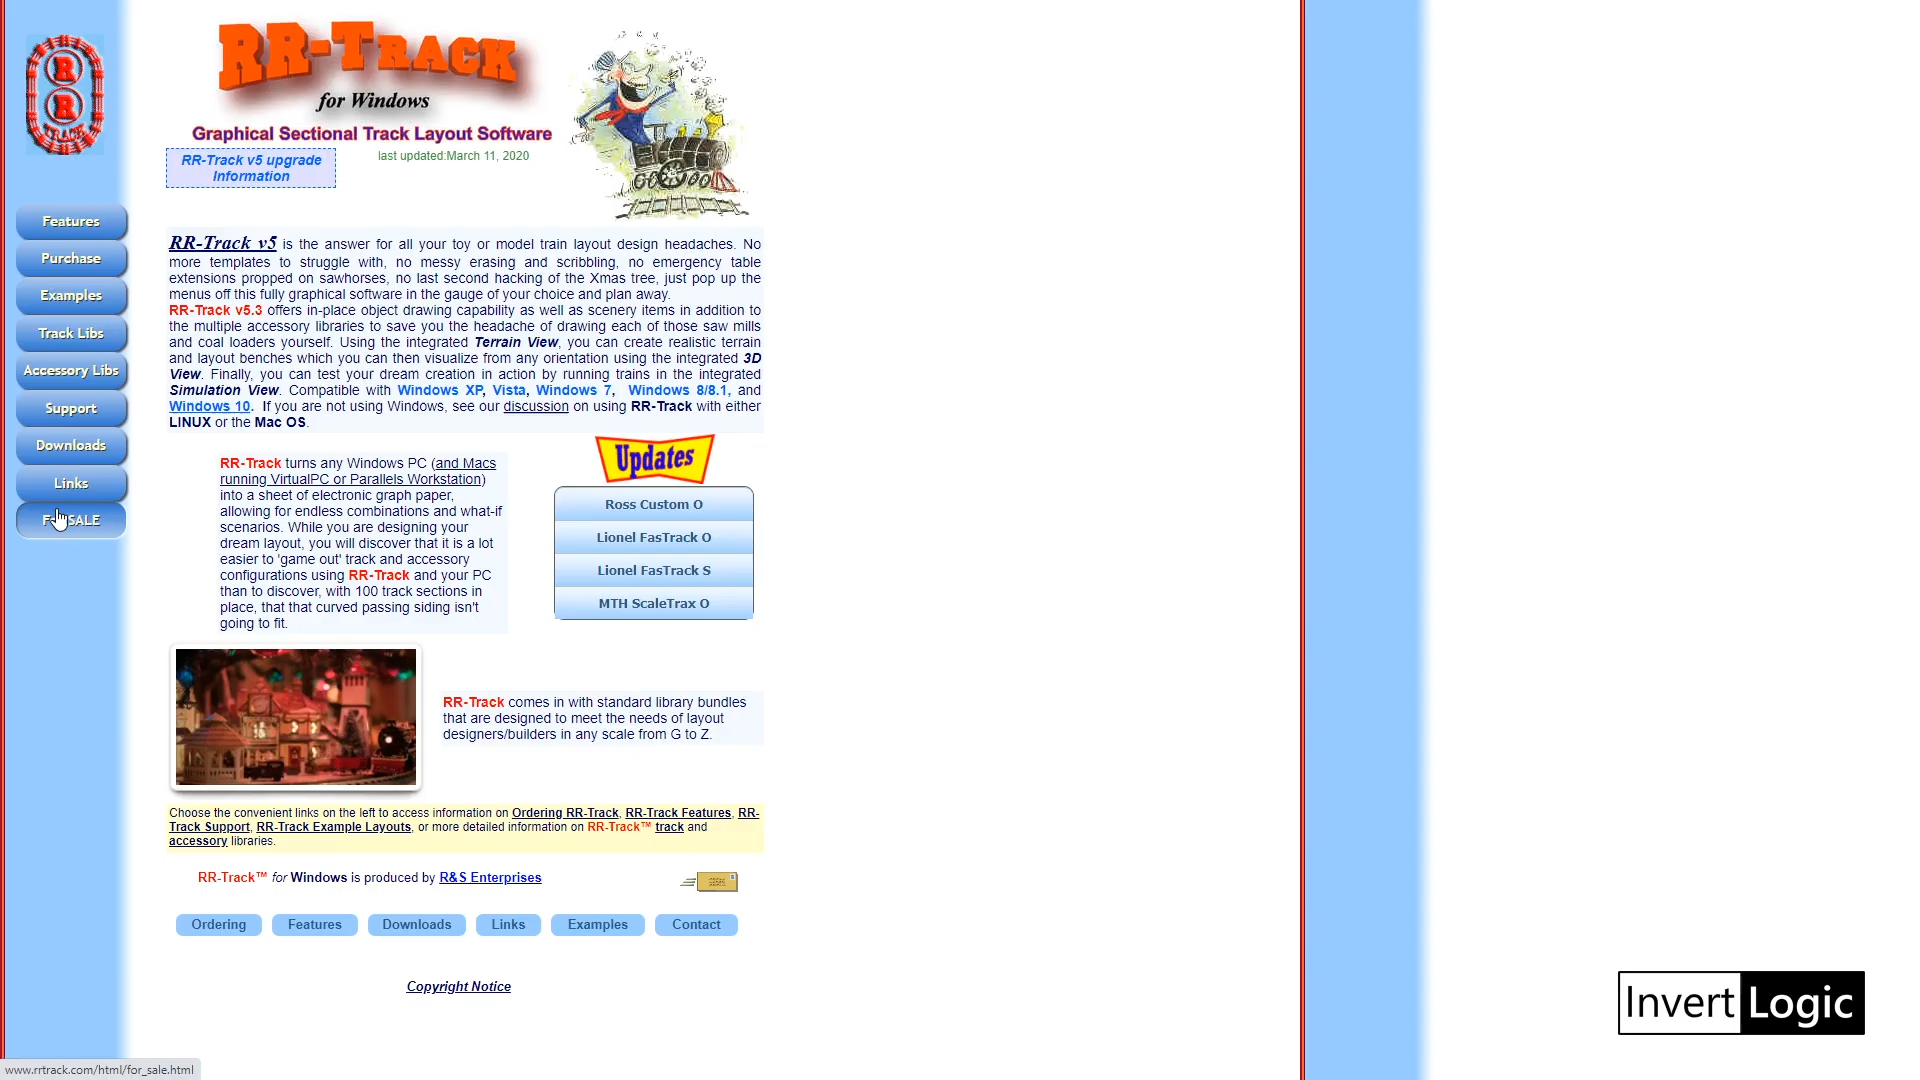 R
R
TRACK
RR-TRACK
for Windows
Graphical Sectional Track Layout Software
last updated:March 11, 2020
RR-Track v5 upgrade
Information
Features
Purchase
Examples
Track Libs
Accessory Libs
Support
Downloads
Links
SALE
RR-Track v5 is the answer for all your toy or model train layout design headaches. No
more templates to struggle with, no messy erasing and scribbling, no emergency table
extensions propped on sawhorses, no last second hacking of the Xmas tree, just pop up the
menus off this fully graphical software in the gauge of your choice and plan away.
RR-Track v5.3 offers in-place object drawing capability as well as scenery items in addition to
the multiple accessory libraries to save you the headache of drawing each of those saw mills
and coal loaders yourself. Using the integrated Terrain View, you can create realistic terrain
and layout benches which you can then visualize from any orientation using the integrated 3D
View. Finally, you can test your dream creation in action by running trains in the integrated
Simulation View. Compatible with Windows XP, Vista, Windows 7, Windows 8/8.1, and
Windows 10. If you are not using Windows, see our discussion on using RR-Track with either
LINUX or the Mac OS.
RR-Track turns any Windows PC (and Macs
running VirtualPC or Parallels Workstation)
into a sheet of electronic graph paper,
allowing for endless combinations and what-if
scenarios. While you are designing your
dream layout, you will discover that it is a lot
easier to 'game out' track and accessory
configurations using RR-Track and your PC
than to discover, with 100 track sections in
place, that that curved passing siding isn't
going to fit.
Updates
Ross Custom O
Lionel FasTrack O
Lionel FasTrack S
MTH ScaleTrax O
RR-Track comes in with standard library bundles
that are designed to meet the needs of layout
designers/builders in any scale from G to Z.
Choose the convenient links on the left to access information on Ordering RR-Track, RR-Track Features, RR-
Track Support, RR-Track Example Layouts, or more detailed information on RR-Track™ track and
accessory libraries.
RR-Track™ for Windows is produced by R&S Enterprises
Ordering
Features
Downloads
Links
Examples
Contact
Copyright Notice
Invert Logic
www.rrtrack.com/html/for_sale.html